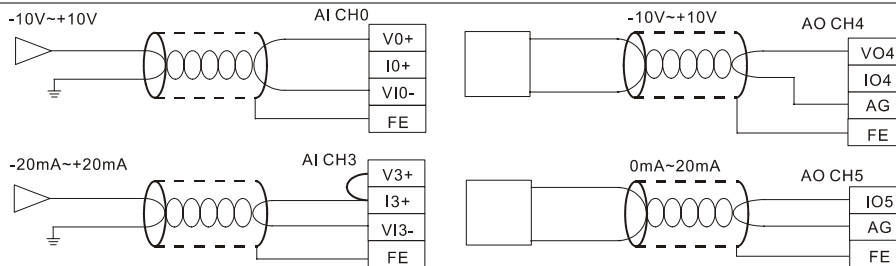 -10V~+10V
AI CH0
V0+
I0+
VI0-
FE
-10V~+10V
AO CH4
VO4
IO4
AG
FE
-20mA~+20mA
AI CH3
V3+
I3+
VI3-
FE
0mA~20mA
AO CH5
IO5
AG
FE